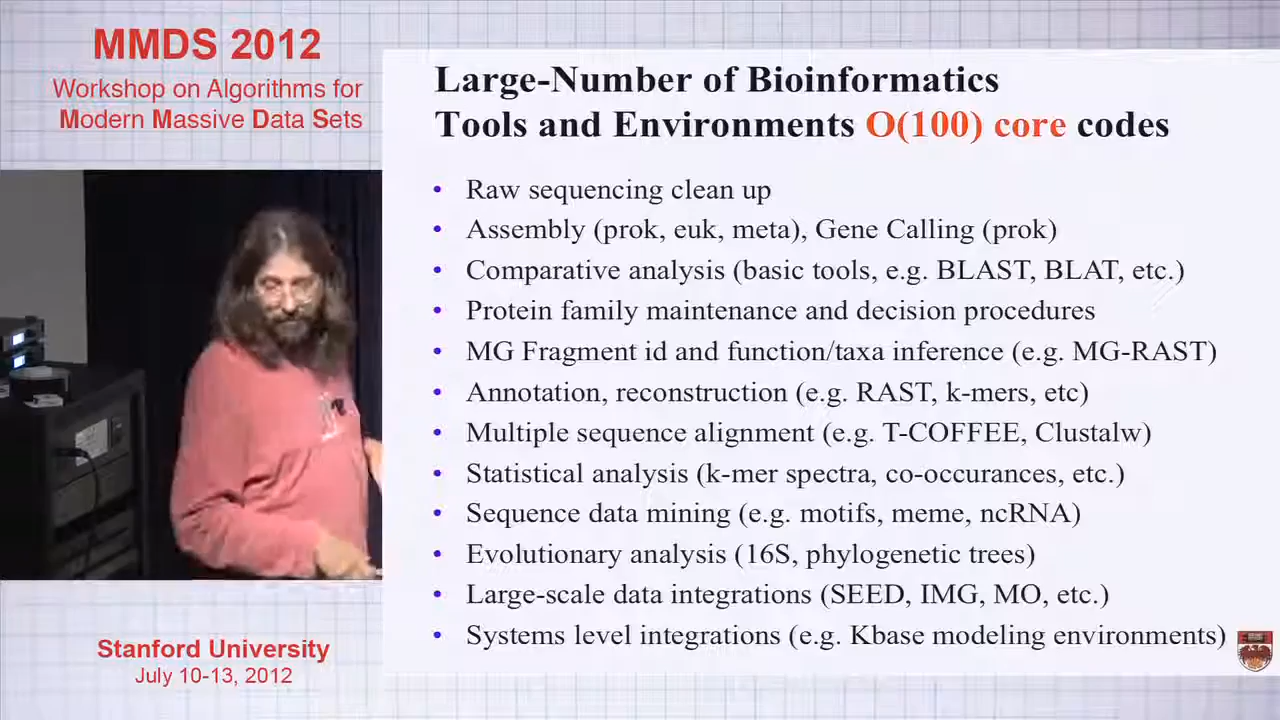 MMDS 2012
Workshop on Algorithms for
Modern Massive Data Sets
Large-Number of Bioinformatics
Tools and Environments O(100) core codes
• Raw sequencing clean up
• Assembly (prok, euk, meta), Gene Calling (prok)
• Comparative analysis (basic tools, e.g. BLAST, BLAT, etc.)
• Protein family maintenance and decision procedures
• MG Fragment id and function/taxa inference (e.g. MG-RAST)
• Annotation, reconstruction (e.g. RAST, k-mers, etc)
• Multiple sequence alignment (e.g. T-COFFEE, Clustalw)
• Statistical analysis (k-mer spectra, co-occurances, etc.)
• Sequence data mining (e.g. motifs, meme, ncRNA)
• Evolutionary analysis (16S, phylogenetic trees)
• Large-scale data integrations (SEED, IMG, MO, etc.)
• Systems level integrations (e.g. Kbase modeling environments)
Stanford University
July 10-13, 2012